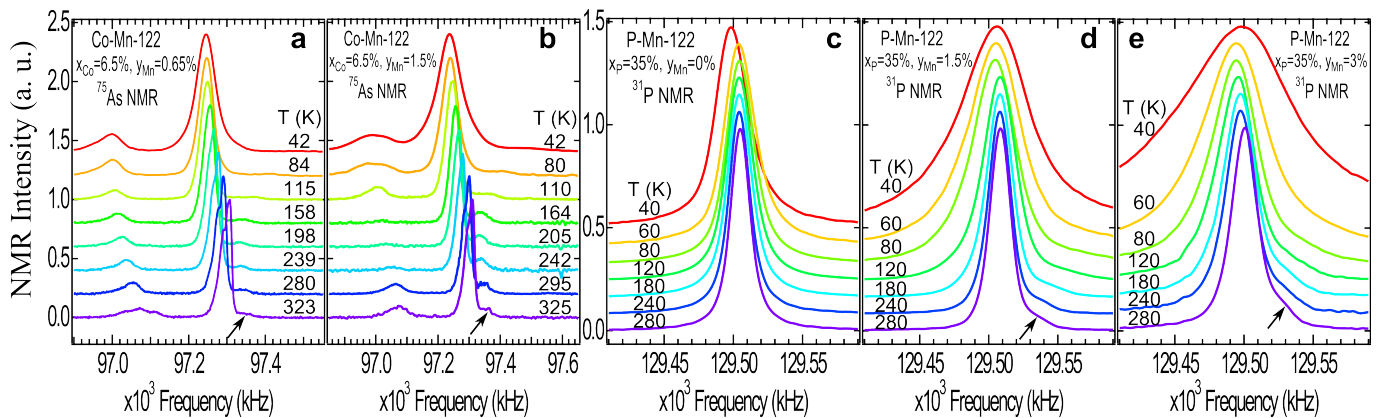 NMR Intensity (a. u.)
2.5
2.0
1.5
1.0
0.5
0.0
a
Co-Mn-122
xCo=6.5%, yMn=0.65%
75As NMR
T (K)
42
84
115
158
198
239
280
323
97.0
97.2
97.4
x10³ Frequency (kHz)
b
Co-Mn-122
xCo=6.5%, yMn=1.5%
75As NMR
T (K)
42
80
110
164
205
242
295
325
97.0
97.2
97.4
97.6
x10³ Frequency (kHz)
1.5
1.0
0.5
0.0
c
P-Mn-122
xP=35%, yMn=0%
31P NMR
T (K)
40
60
80
120
180
240
280
129.45
129.50
129.55
x10³ Frequency (kHz)
d
P-Mn-122
xP=35%, yMn=1.5%
31P NMR
T (K)
40
60
80
120
180
240
280
129.45
129.50
129.55
x10³ Frequency (kHz)
e
P-Mn-122
xP=35%, yMn=3%
31P NMR
T (K)
40
60
80
120
180
240
280
129.45
129.50
129.55
x10³ Frequency (kHz)